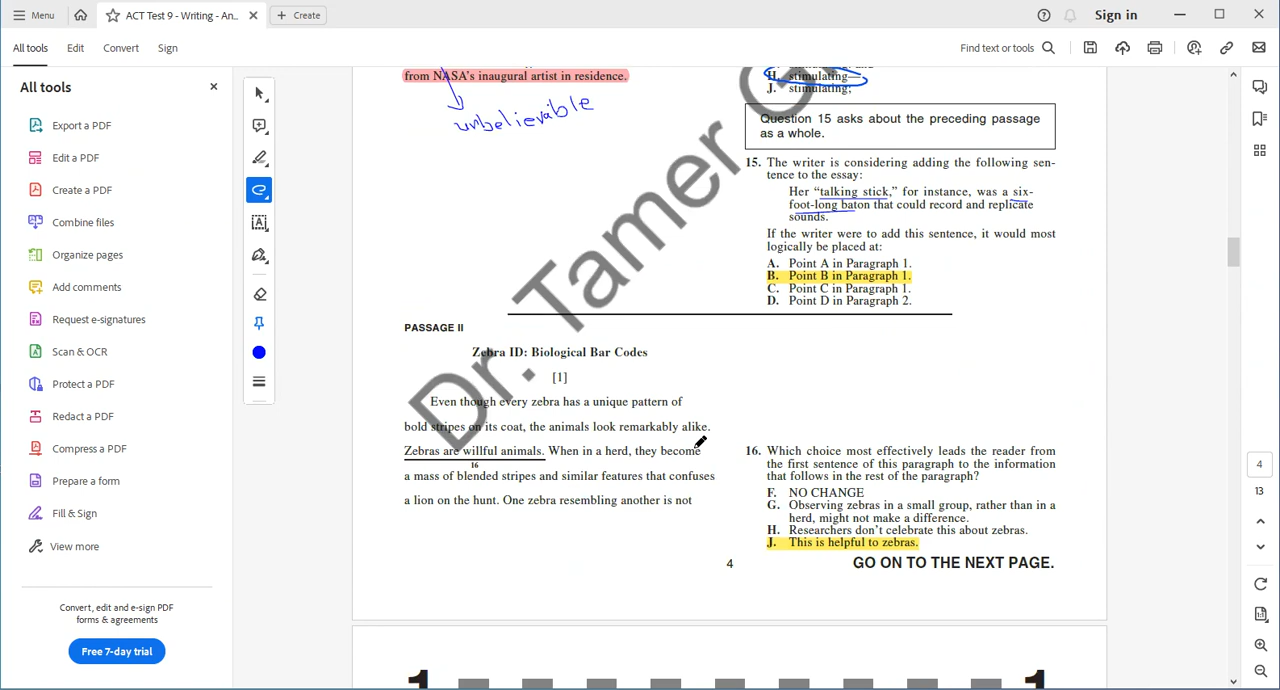 Menu
ACT Test 9 - Writing - An...
Create
Sign in
All tools
Edit
Convert
Sign
Find text or tools
All tools
Export a PDF
Edit a PDF
Create a PDF
Combine files
Organize pages
Add comments
Request e-signatures
Scan & OCR
Protect a PDF
Redact a PDF
Compress a PDF
Prepare a form
Fill & Sign
View more
Convert, edit and e-sign PDF
forms & agreements
Free 7-day trial
from NASA's inaugural artist in residence.
unbelievable
Dr. Tamer
H. stimulating—
J. stimulating;
Question 15 asks about the preceding passage
as a whole.
15. The writer is considering adding the following sen-
tence to the essay:
Her “talking stick,” for instance, was a six-
foot-long baton that could record and replicate
sounds.
If the writer were to add this sentence, it would most
logically be placed at:
A. Point A in Paragraph 1.
B. Point B in Paragraph 1.
C. Point C in Paragraph 1.
D. Point D in Paragraph 2.
PASSAGE II
Zebra ID: Biological Bar Codes
[1]
Even though every zebra has a unique pattern of
bold stripes on its coat, the animals look remarkably alike.
Zebras are willful animals. When in a herd, they become
16
a mass of blended stripes and similar features that confuses
a lion on the hunt. One zebra resembling another is not
16. Which choice most effectively leads the reader from
the first sentence of this paragraph to the information
that follows in the rest of the paragraph?
F. NO CHANGE
G. Observing zebras in a small group, rather than in a
herd, might not make a difference.
H. Researchers don't celebrate this about zebras.
J. This is helpful to zebras.
4
GO ON TO THE NEXT PAGE.
1
1
4
13